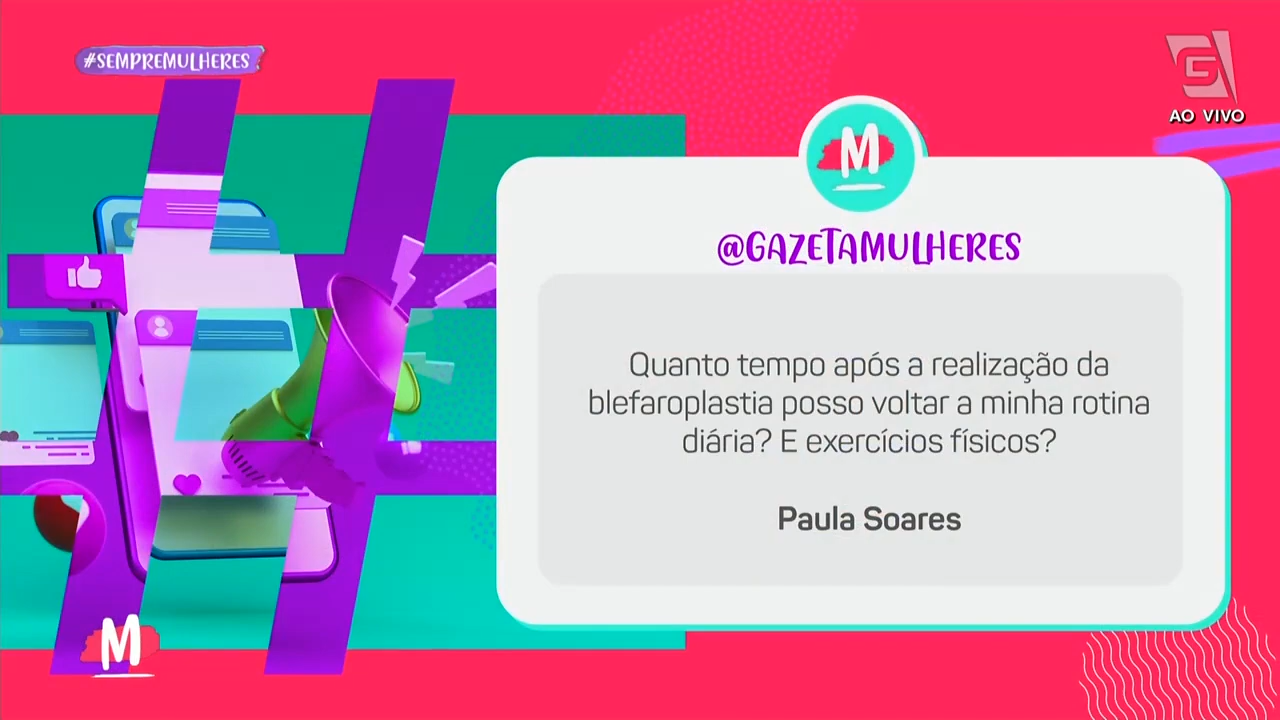 #SEMPREMULHERES
G
AO VIVO
M
@GAZETAMULHERES
Quanto tempo após a realização da
blefaroplastia posso voltar a minha rotina
diária? E exercícios físicos?
Paula Soares
M